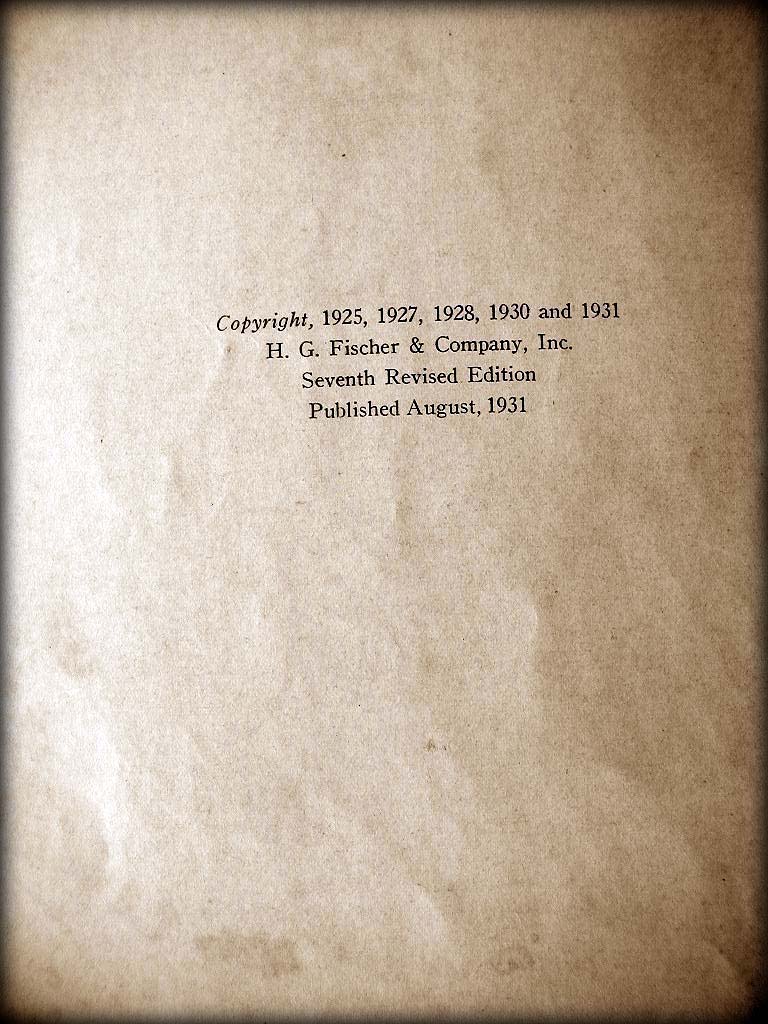 Copyright, 1925, 1927, 1928, 1930 and 1931
H. G. Fischer & Company, Inc.
Seventh Revised Edition
Published August, 1931